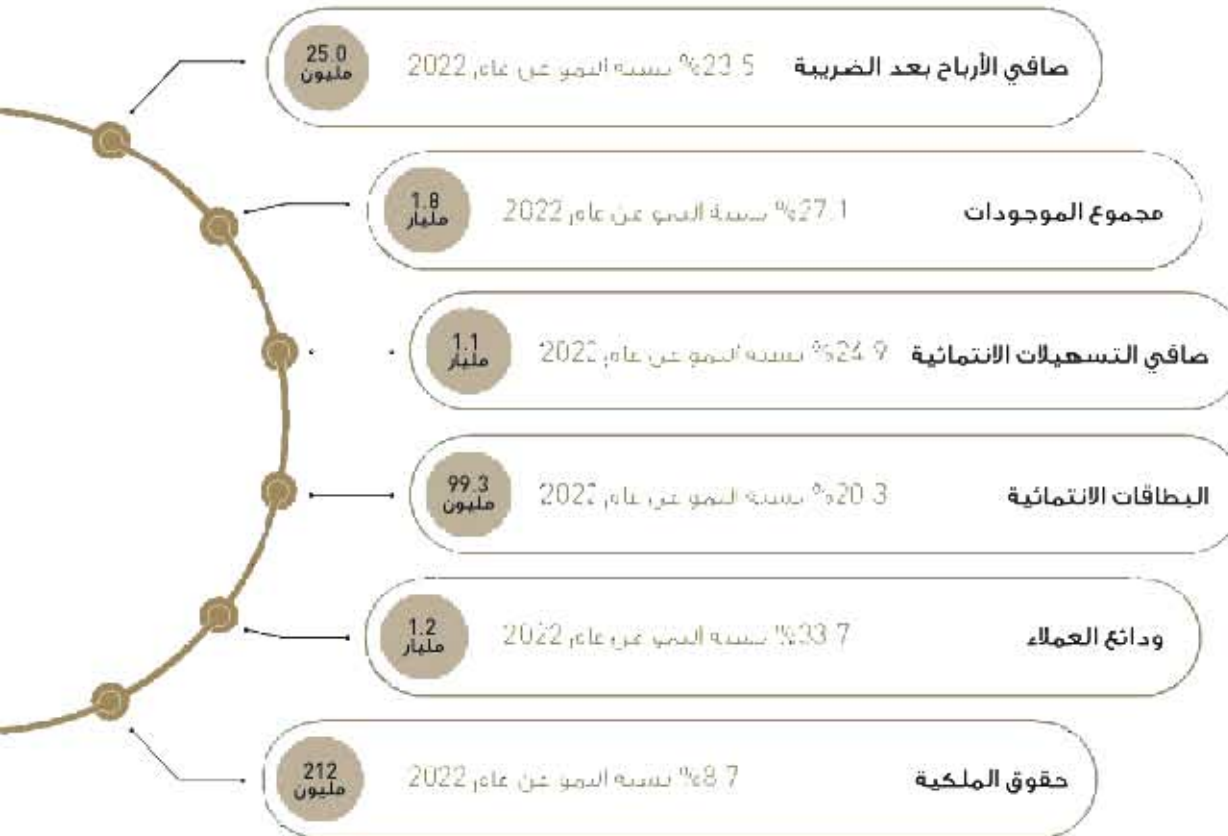 صافي الأرباح بعد الضريبة %23.5 نسبة النمو عن عام 2022
25.0
مليون
مجموع الموجودات %27.1 نسبة النمو عن عام 2022
1.8
مليار
صافي التسهيلات الائتمانية %24.9 نسبة النمو عن عام 2022
1.1
مليار
البطاقات الائتمانية %20.3 نسبة النمو عن عام 2022
99.3
مليون
ودائع العملاء %33.7 نسبة النمو عن عام 2022
1.2
مليار
حقوق الملكية %8.7 نسبة النمو عن عام 2022
212
مليون